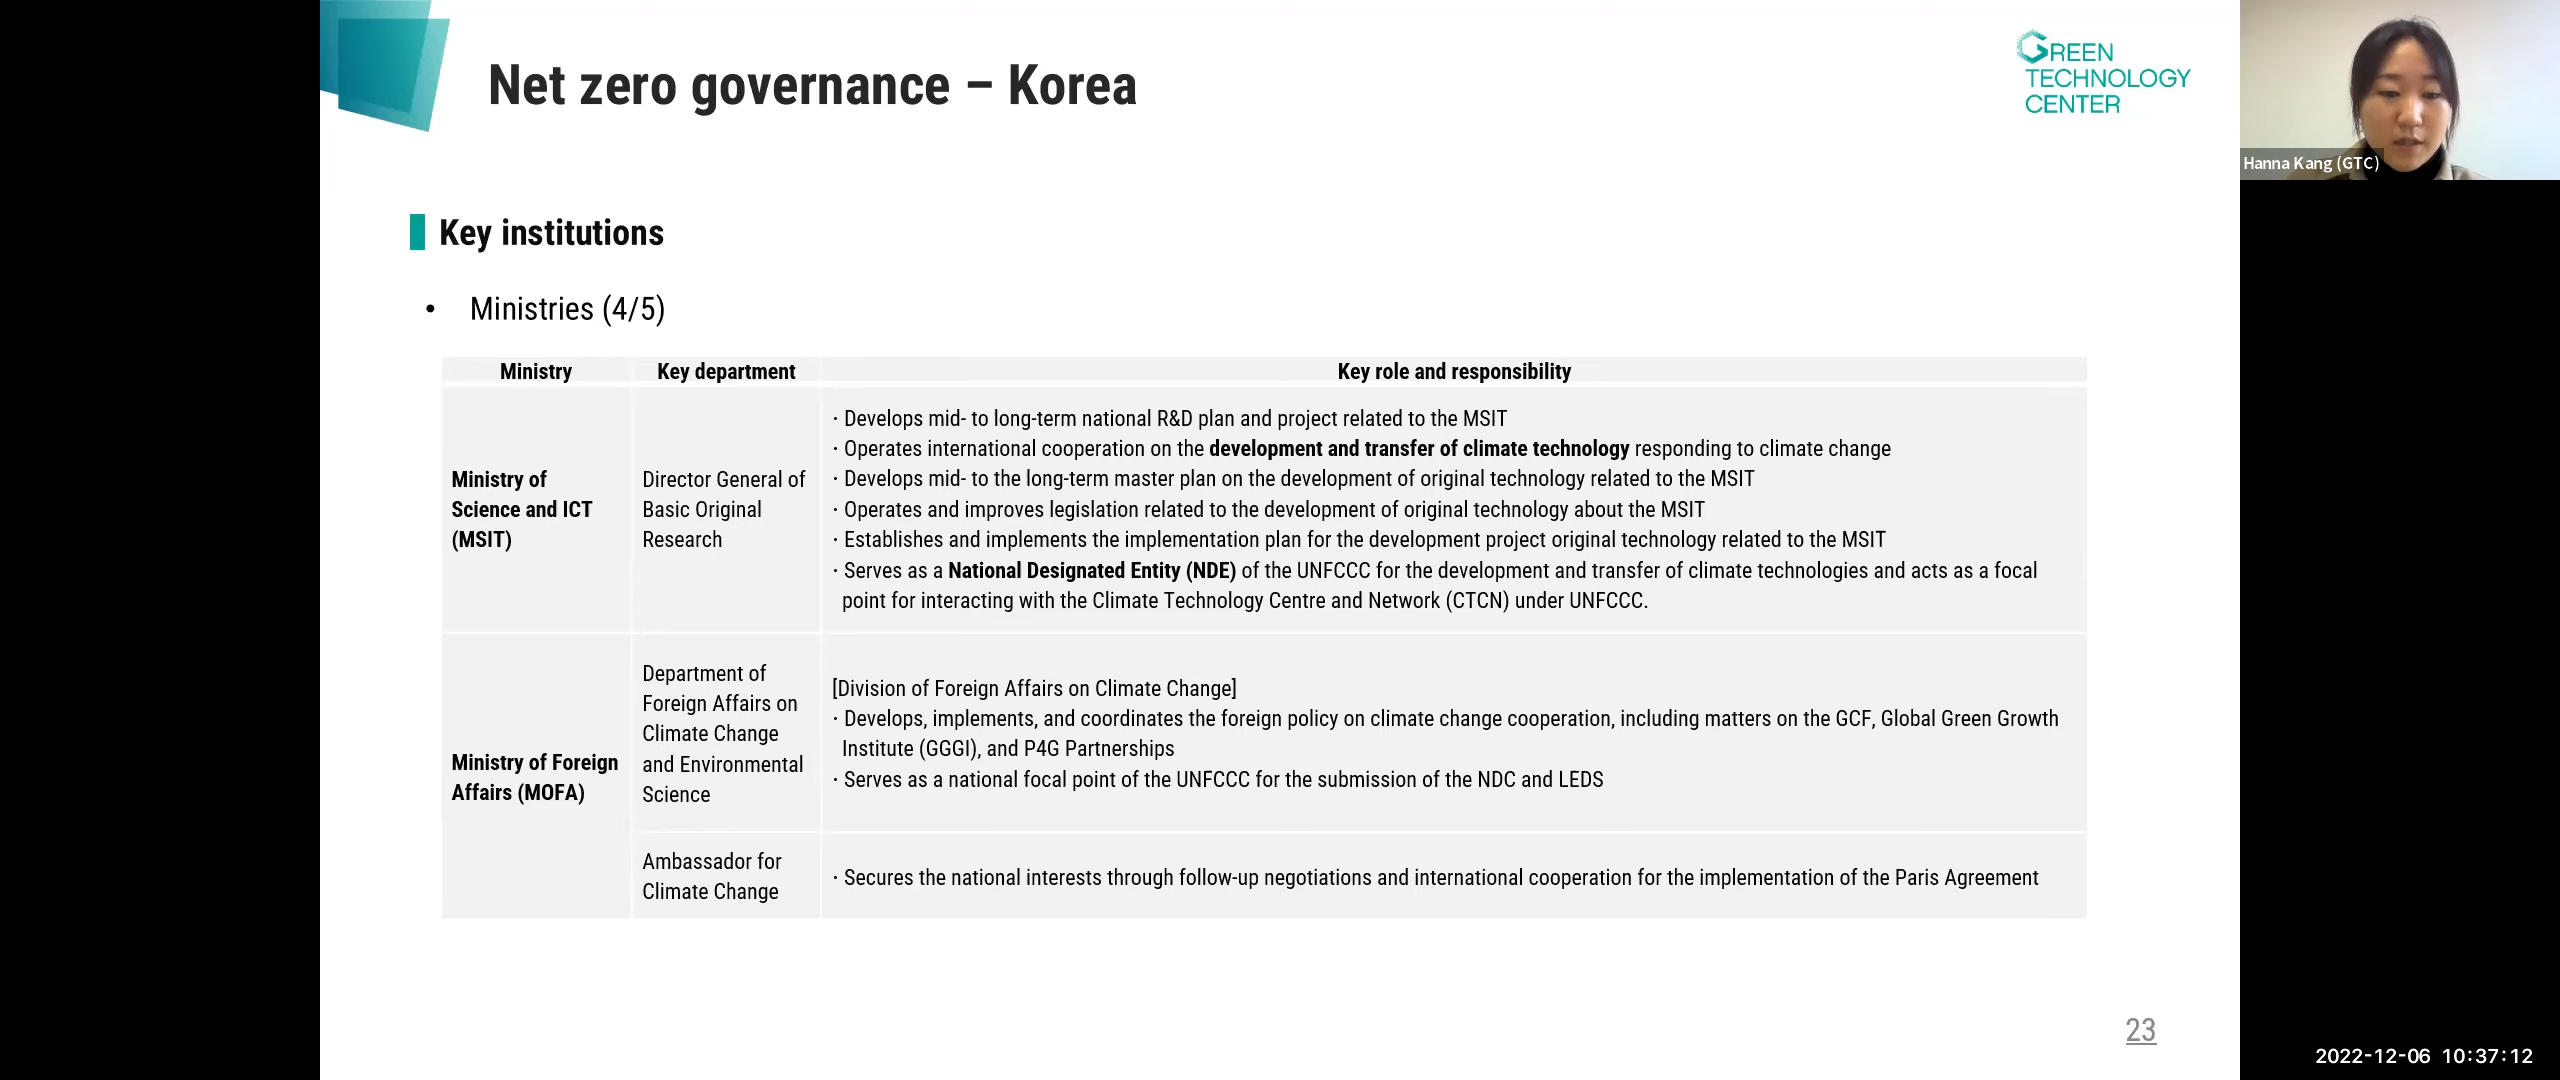 Net zero governance – Korea
GREEN
TECHNOLOGY
CENTER
Hanna Kang (GTC)
Key institutions
• Ministries (4/5)
Ministry Key department Key role and responsibility
Ministry of
Science and ICT
(MSIT)
Director General of
Basic Original
Research
· Develops mid- to long-term national R&D plan and project related to the MSIT
· Operates international cooperation on the development and transfer of climate technology responding to climate change
· Develops mid- to the long-term master plan on the development of original technology related to the MSIT
· Operates and improves legislation related to the development of original technology about the MSIT
· Establishes and implements the implementation plan for the development project original technology related to the MSIT
· Serves as a National Designated Entity (NDE) of the UNFCCC for the development and transfer of climate technologies and acts as a focal
point for interacting with the Climate Technology Centre and Network (CTCN) under UNFCCC.
Ministry of Foreign
Affairs (MOFA)
Department of
Foreign Affairs on
Climate Change
and Environmental
Science
[Division of Foreign Affairs on Climate Change]
· Develops, implements, and coordinates the foreign policy on climate change cooperation, including matters on the GCF, Global Green Growth
Institute (GGGI), and P4G Partnerships
· Serves as a national focal point of the UNFCCC for the submission of the NDC and LEDS
Ambassador for
Climate Change
· Secures the national interests through follow-up negotiations and international cooperation for the implementation of the Paris Agreement
23
2022-12-06 10:37:12